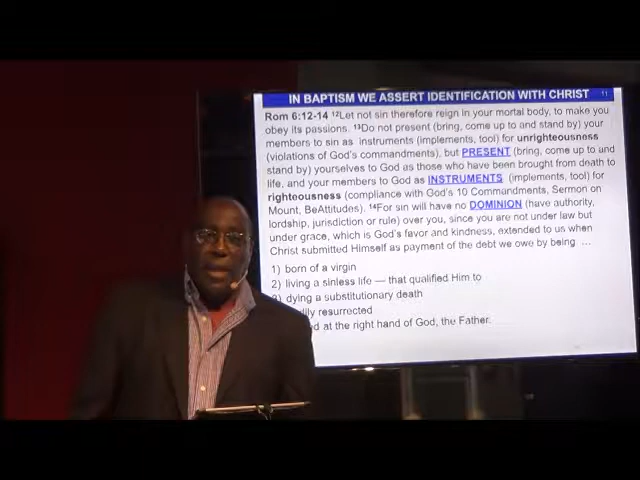 IN BAPTISM WE ASSERT IDENTIFICATION WITH CHRIST 11
Rom 6:12-14 ¹²Let not sin therefore reign in your mortal body, to make you
obey its passions. ¹³Do not present (bring, come up to and stand by) your
members to sin as instruments (implements, tool) for unrighteousness
(violations of God's commandments), but PRESENT (bring, come up to and
stand by) yourselves to God as those who have been brought from death to
life, and your members to God as INSTRUMENTS (implements, tool) for
righteousness (compliance with God's 10 Commandments, Sermon on
Mount, BeAttitudes). ¹⁴For sin will have no DOMINION (have authority,
lordship, jurisdiction or rule) over you, since you are not under law but
under grace, which is God's favor and kindness, extended to us when
Christ submitted Himself as payment of the debt we owe by being ...
1) born of a virgin
2) living a sinless life — that qualified Him to
3) dying a substitutionary death
resurrected
at the right hand of God, the Father.